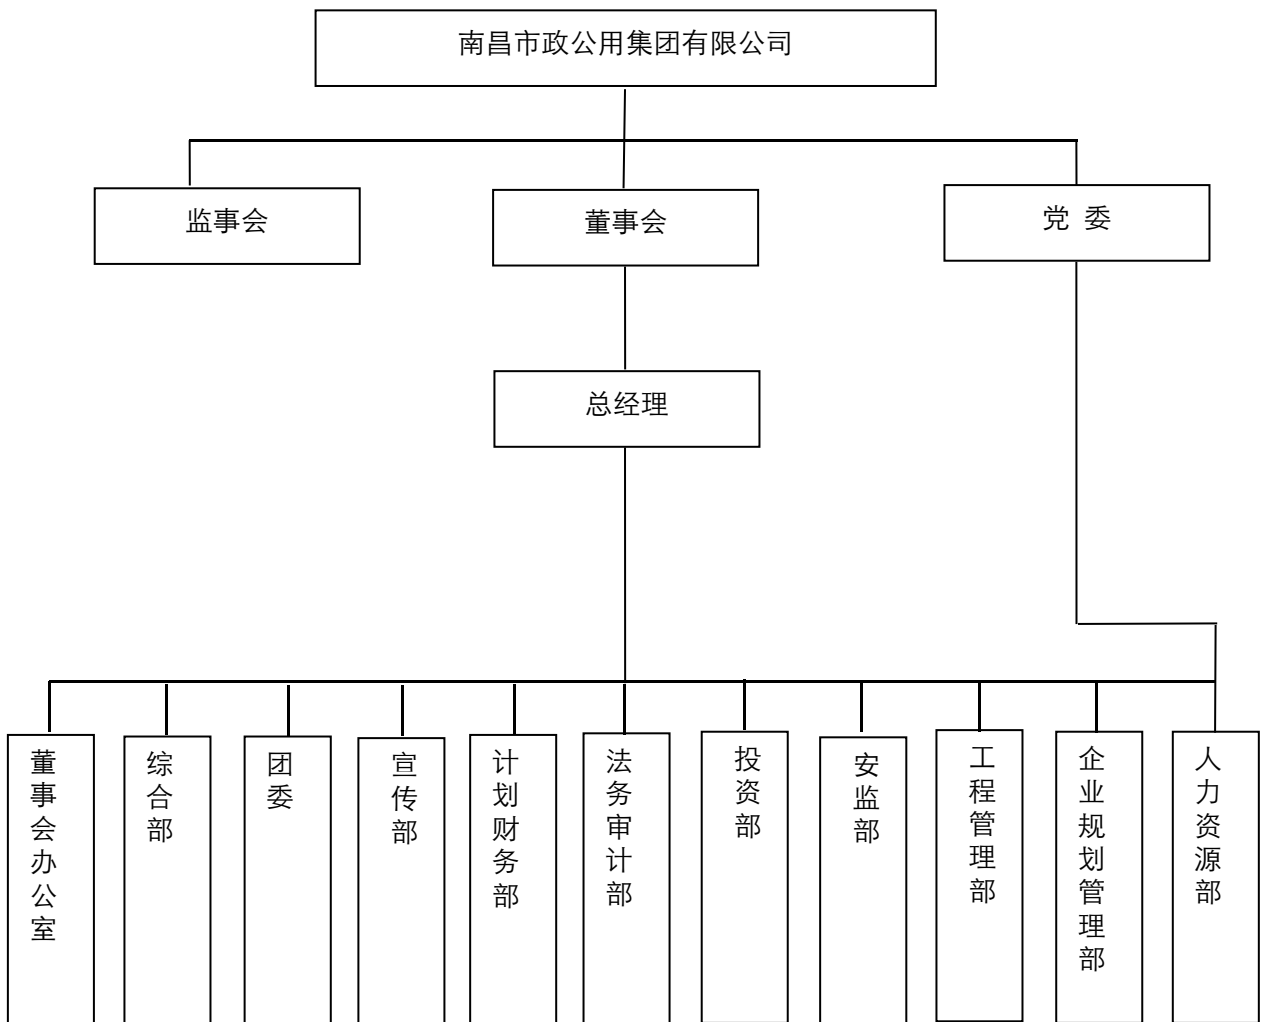 南昌市政公用集团有限公司
监事会
董事会
党 委
总经理
董事会办公室
综合部
团委
宣传部
计划财务部
法务审计部
投资部
安监部
工程管理部
企业规划管理部
人力资源部